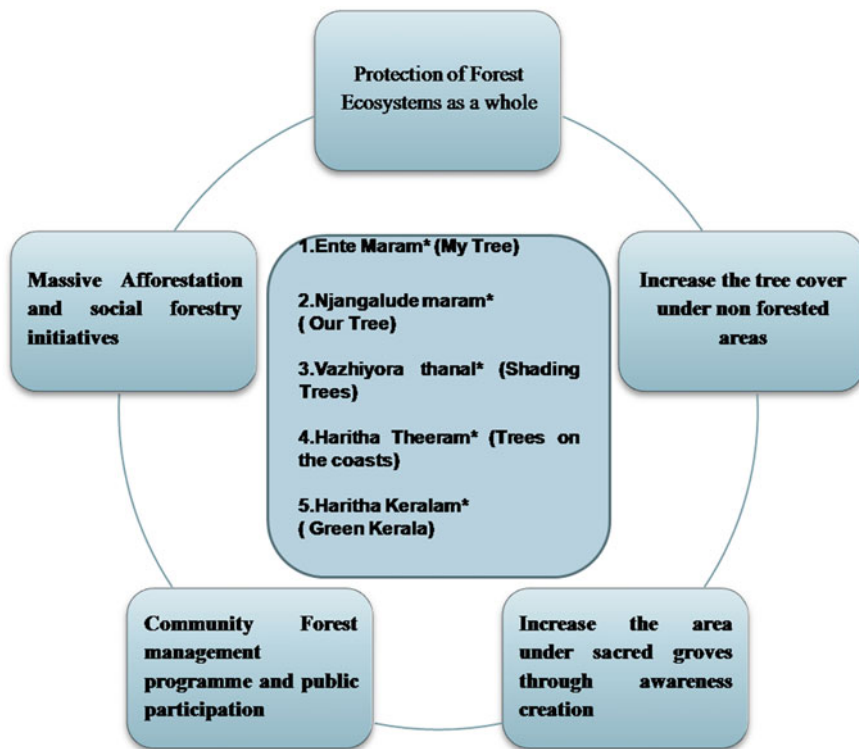 Protection of Forest
Ecosystems as a whole
Massive Afforestation
and social forestry
initiatives
1.Ente Maram* (My Tree)
2.Njangalude maram*
( Our Tree)
3.Vazhiyora thanal* (Shading
Trees)
4.Haritha Theeram* (Trees on
the coasts)
5.Haritha Keralam*
( Green Kerala)
Increase the tree cover
under non forested
areas
Community Forest
management
programme and public
participation
Increase the area
under sacred groves
through awareness
creation